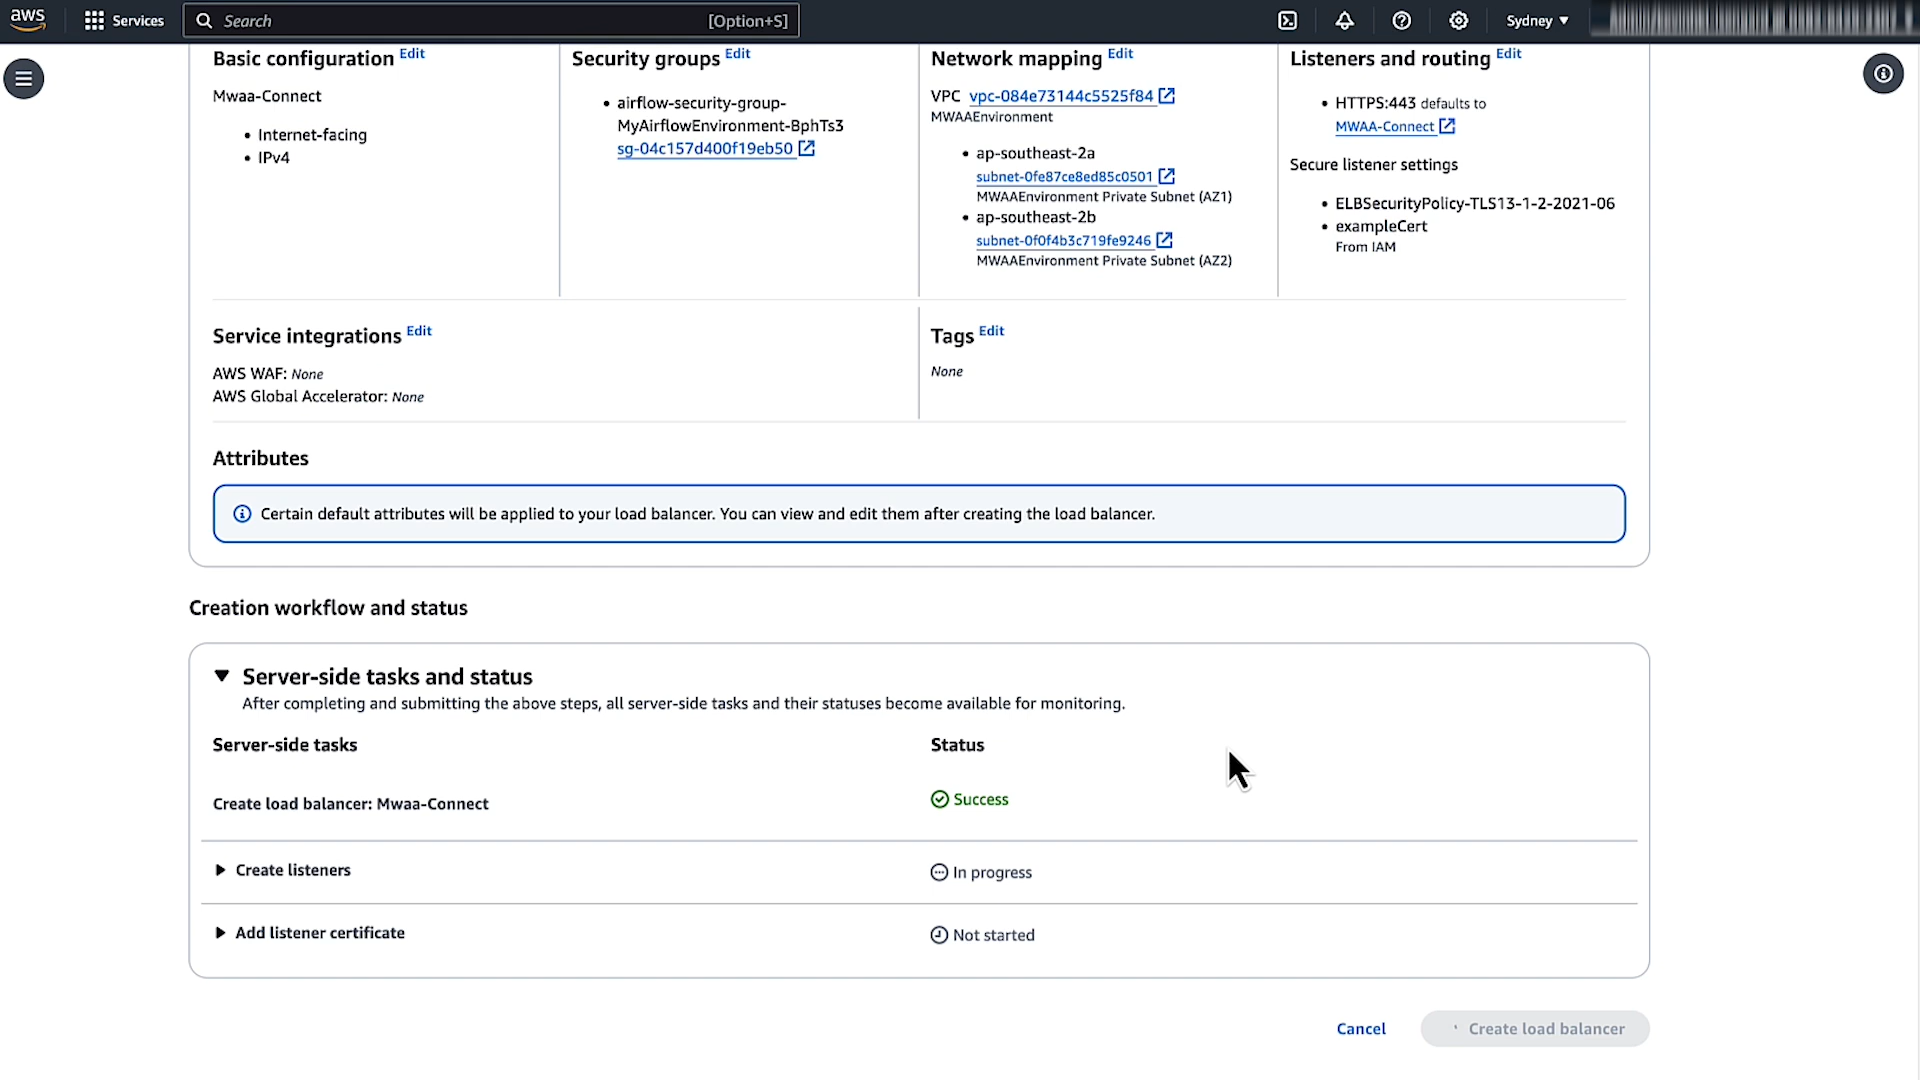 aws
Services
Search
[Option+S]
Sydney
Basic configuration Edit
Mwaa-Connect
• Internet-facing
• IPv4
Security groups Edit
• airflow-security-group-
MyAirflowEnvironment-BphTs3
sg-04c157d400f19eb50
Network mapping Edit
VPC vpc-084e73144c5525f84
MWAAEnvironment
• ap-southeast-2a
subnet-0fe87ce8ed85c0501
MWAAEnvironment Private Subnet (AZ1)
• ap-southeast-2b
subnet-0f0f4b3c719fe9246
MWAAEnvironment Private Subnet (AZ2)
Listeners and routing Edit
• HTTPS:443 defaults to
MWAA-Connect
Secure listener settings
• ELBSecurityPolicy-TLS13-1-2-2021-06
• exampleCert
From IAM
Service integrations Edit
AWS WAF: None
AWS Global Accelerator: None
Tags Edit
None
Attributes
Certain default attributes will be applied to your load balancer. You can view and edit them after creating the load balancer.
Creation workflow and status
Server-side tasks and status
After completing and submitting the above steps, all server-side tasks and their statuses become available for monitoring.
Server-side tasks
Status
Create load balancer: Mwaa-Connect
Success
Create listeners
In progress
Add listener certificate
Not started
Cancel
Create load balancer